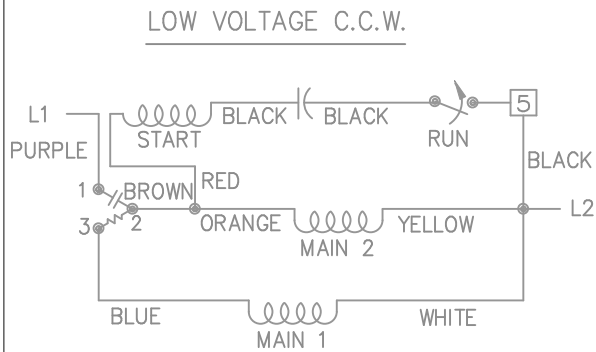 LOW VOLTAGE C.C.W.
L1
START
BLACK
BLACK
RUN
5
PURPLE
BLACK
RED
1
BROWN
2
3
ORANGE
MAIN 2
YELLOW
L2
BLUE
MAIN 1
WHITE